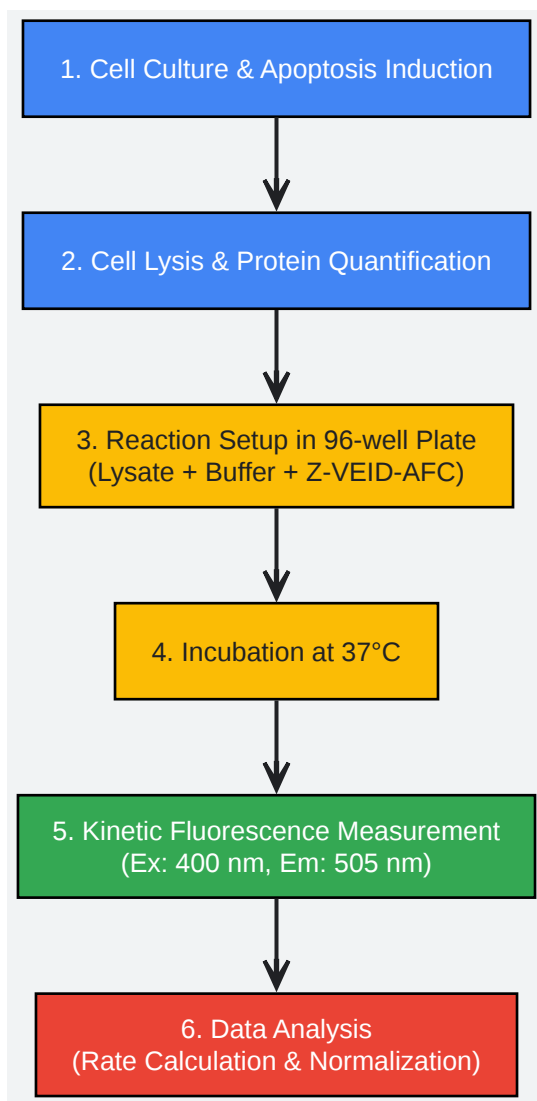 1. Cell Culture & Apoptosis Induction
2. Cell Lysis & Protein Quantification
3. Reaction Setup in 96-well Plate
(Lysate + Buffer + Z-VEID-AFC)
4. Incubation at 37°C
5. Kinetic Fluorescence Measurement
(Ex: 400 nm, Em: 505 nm)
6. Data Analysis
(Rate Calculation & Normalization)